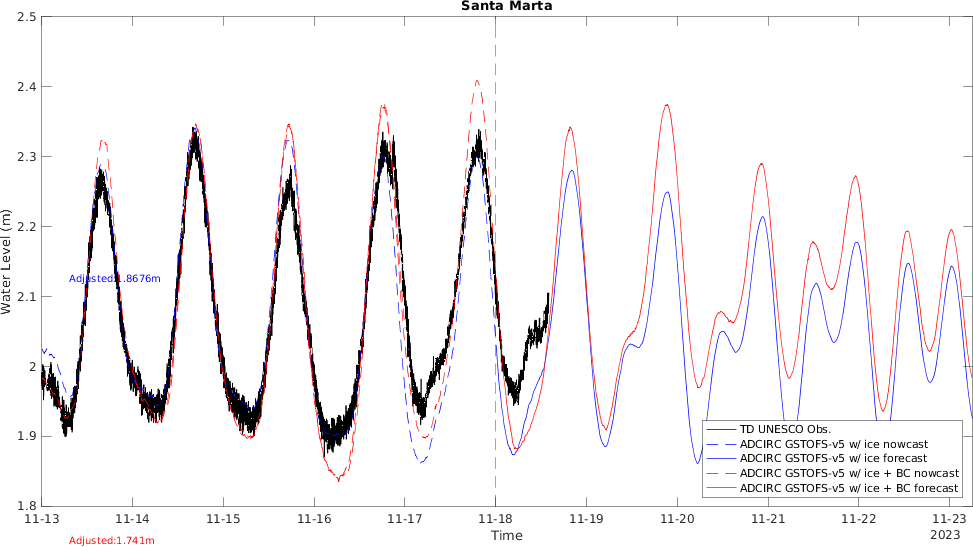 Santa Marta
2.5
2.4
2.3
2.2
2.1
2
1.9
1.8
Water Level (m)
Adjusted:1.8676m
TD UNESCO Obs.
ADCIRC GSTOFS-v5 w/ ice nowcast
ADCIRC GSTOFS-v5 w/ ice forecast
ADCIRC GSTOFS-v5 w/ ice + BC nowcast
ADCIRC GSTOFS-v5 w/ ice + BC forecast
11-13 11-14 11-15 11-16 11-17 11-18 11-19 11-20 11-21 11-22 11-23
Time
2023
Adjusted:1.741m